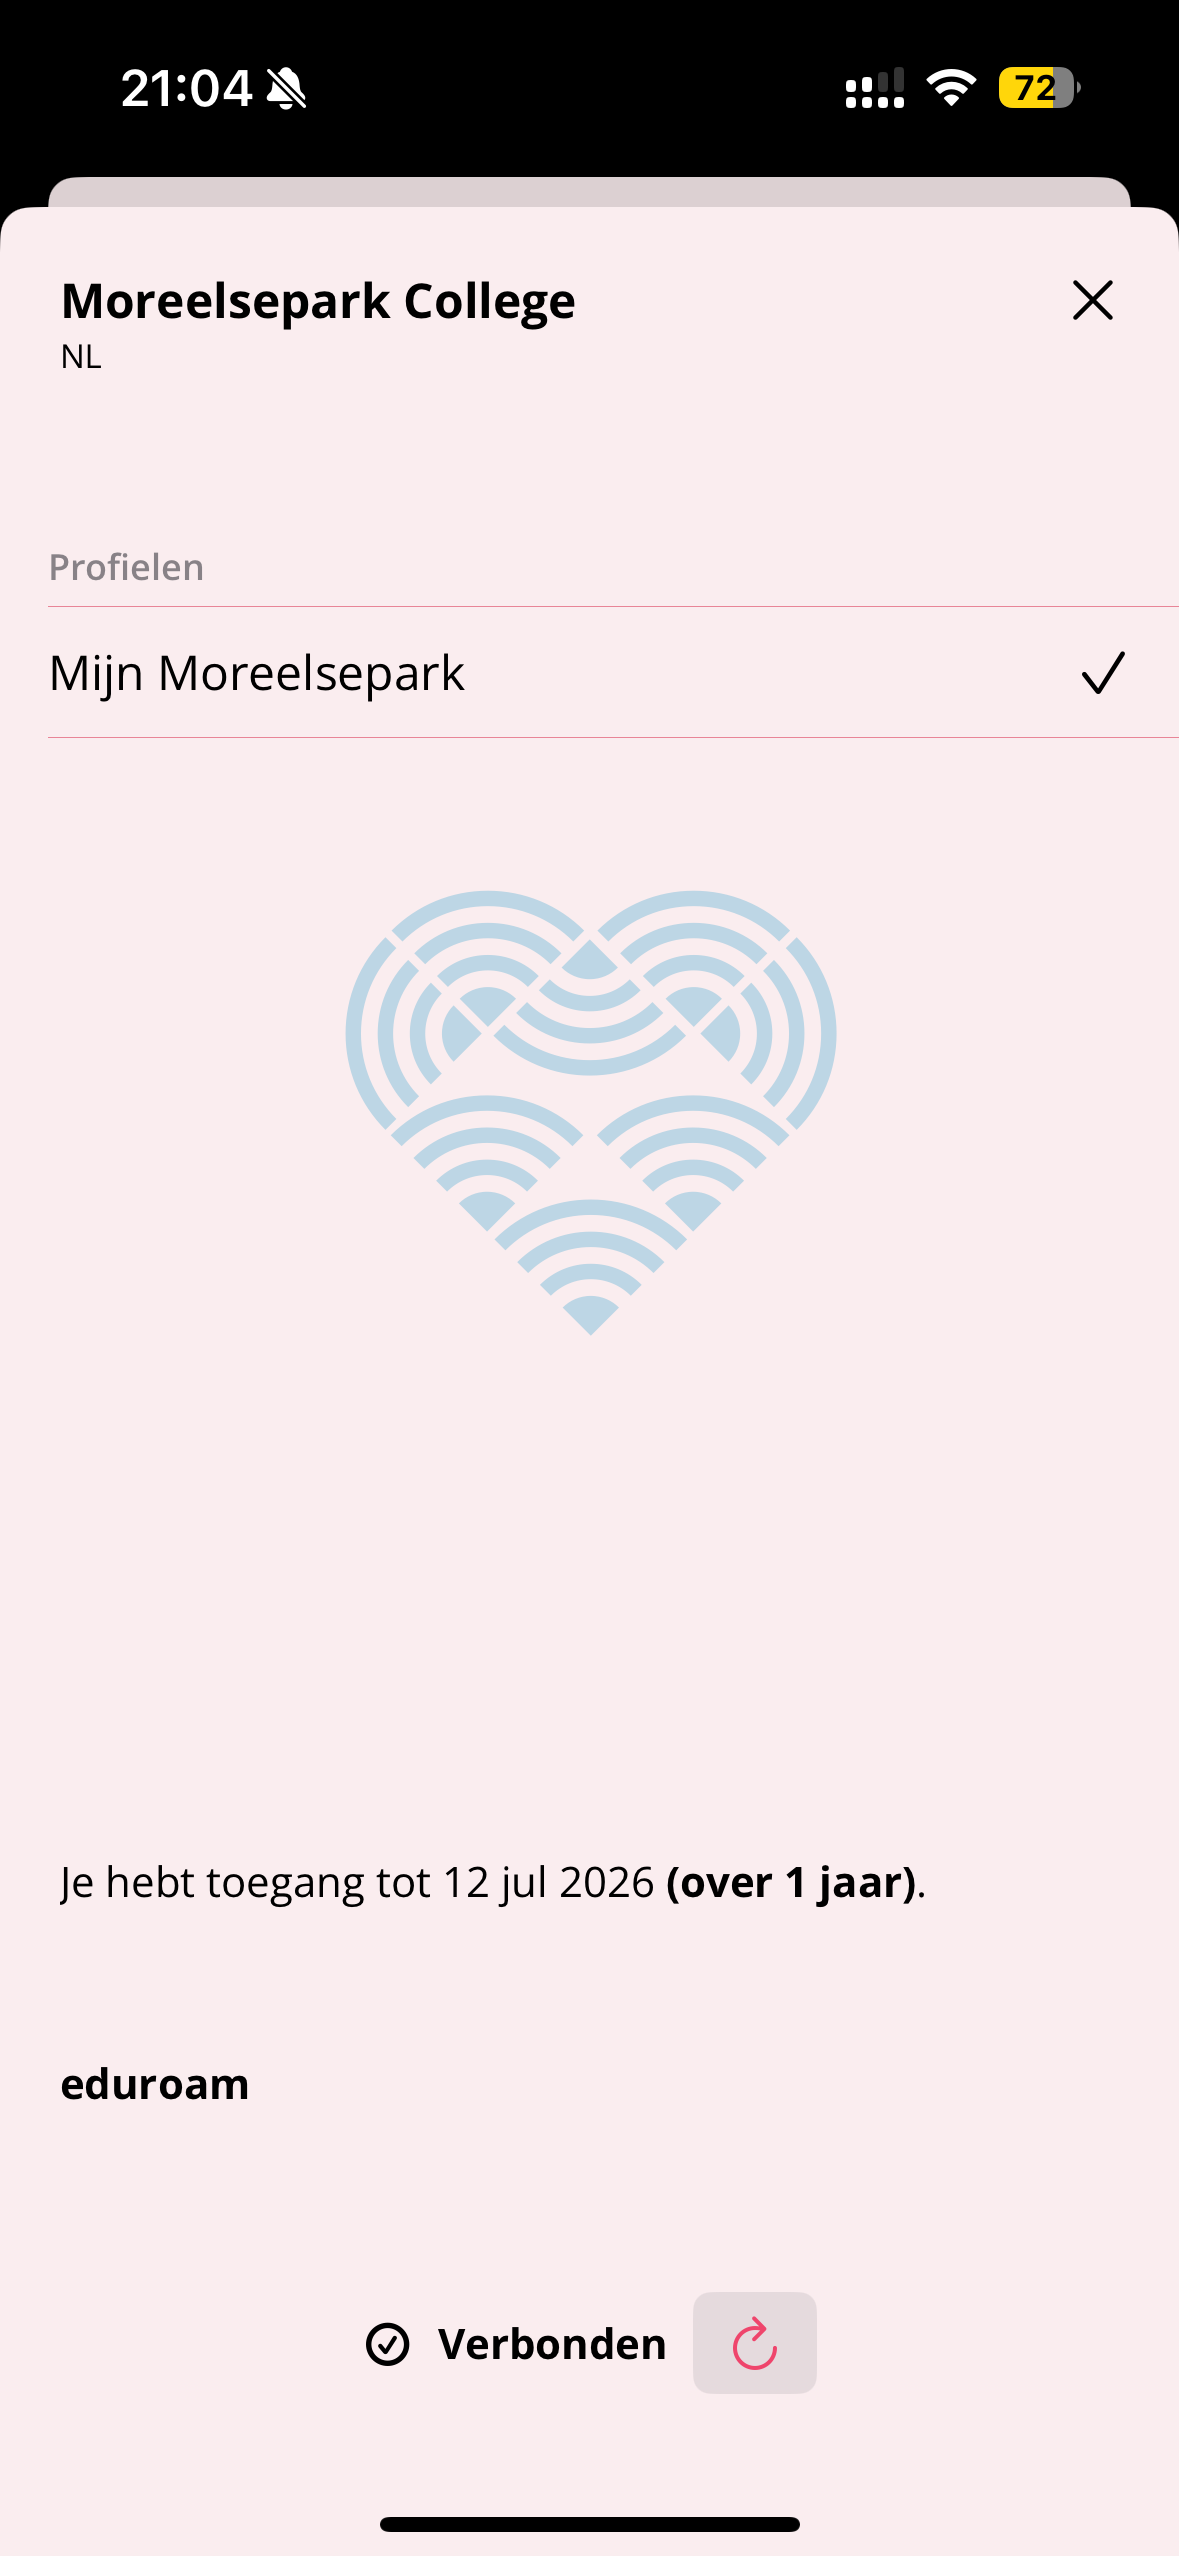 21:04
72
Moreelsepark College
NL
Profielen
Mijn Moreelsepark
Je hebt toegang tot 12 jul 2026 (over 1 jaar).
eduroam
Verbonden